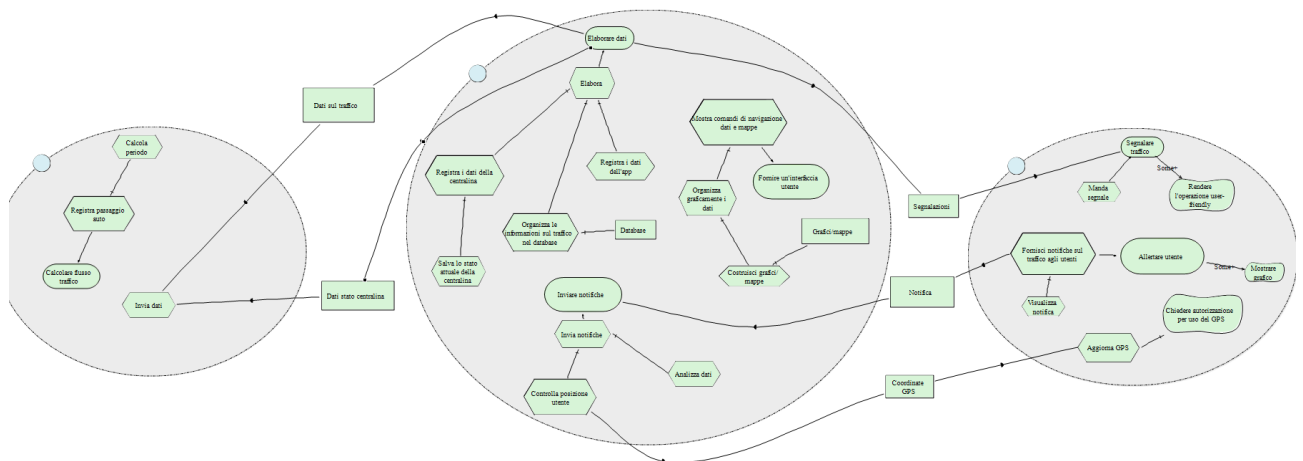 Calcola
periodo
Registra passaggio
auto
Calcolare flusso
traffico
Invia dati
Dati sul traffico
Dati stato centralina
Elaborare dati
Elabora
Registra i dati della
centralina
Registra i dati
dell'app
Organizza le
informazioni sul traffico
nel database
Database
Salva lo stato
attuale della
centralina
Mostra comandi di navigazione
dati e mappe
Fornire un'interfaccia
utente
Organizza
graficamente i
dati
Grafici/mappe
Costruisci grafici/
mappe
Inviare notifiche
Invia notifiche
Analizza dati
Controlla posizione
utente
Segnalazioni
Notifica
Coordinate
GPS
Segnalare
traffico
Some+
Manda
segnale
Rendere
l'operazione user-
friendly
Fornisci notifiche sul
traffico agli utenti
Allertare utente
Some+
Mostrare
grafico
Visualizza
notifica
Chiedere autorizzazione
per uso del GPS
Aggiorna GPS